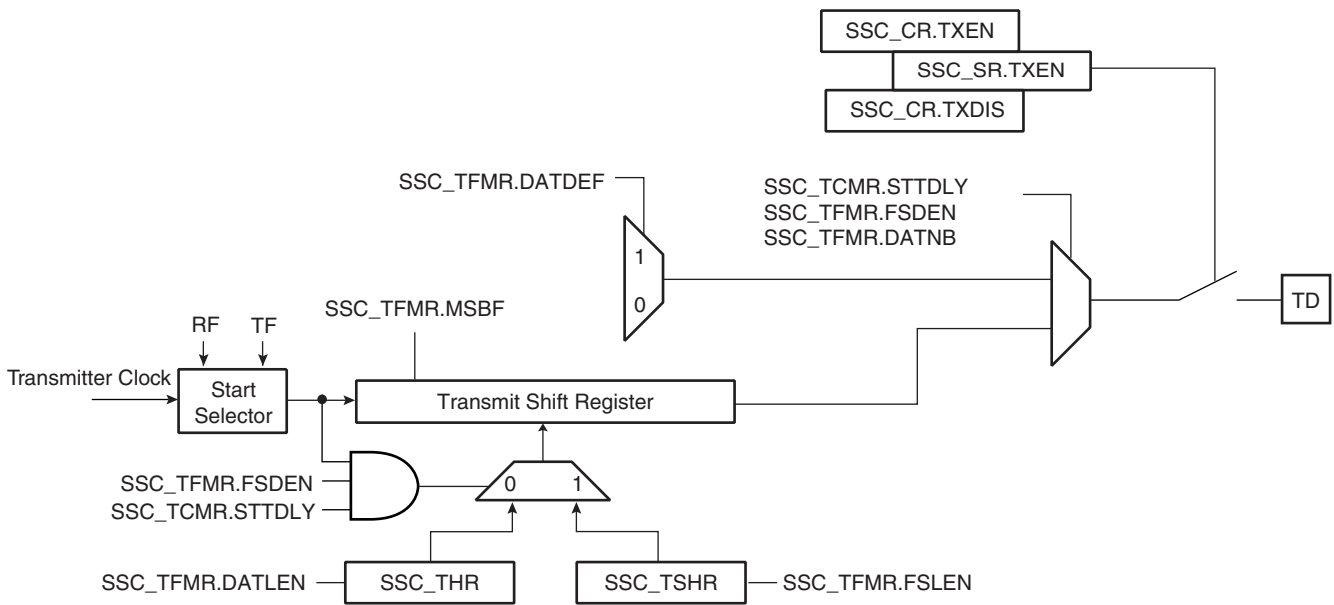 SSC_CR.TXEN
SSC_SR.TXEN
SSC_CR.TXDIS
SSC_TFMR.DATDEF
SSC_TCMR.STTDLY
SSC_TFMR.FSDEN
SSC_TFMR.DATNB
1
0
TD
SSC_TFMR.MSBF
RF TF
Transmitter Clock
Start
Selector
Transmit Shift Register
SSC_TFMR.FSDEN
SSC_TCMR.STTDLY
0 1
SSC_TFMR.DATLEN
SSC_THR
SSC_TSHR
SSC_TFMR.FSLEN